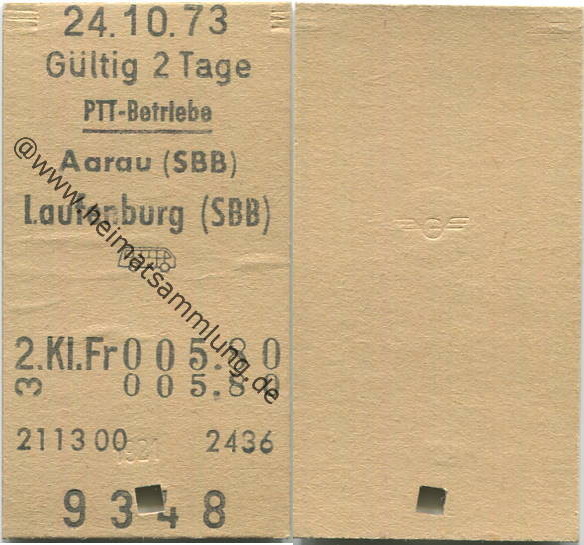 24.10.73
Gültig 2 Tage
PTT-Betriebe
Aarau (SBB)
Laufenburg (SBB)
2.Kl.Fr 005.80
3 005.80
211300 2436
9348
@www.heimatsammlung.de